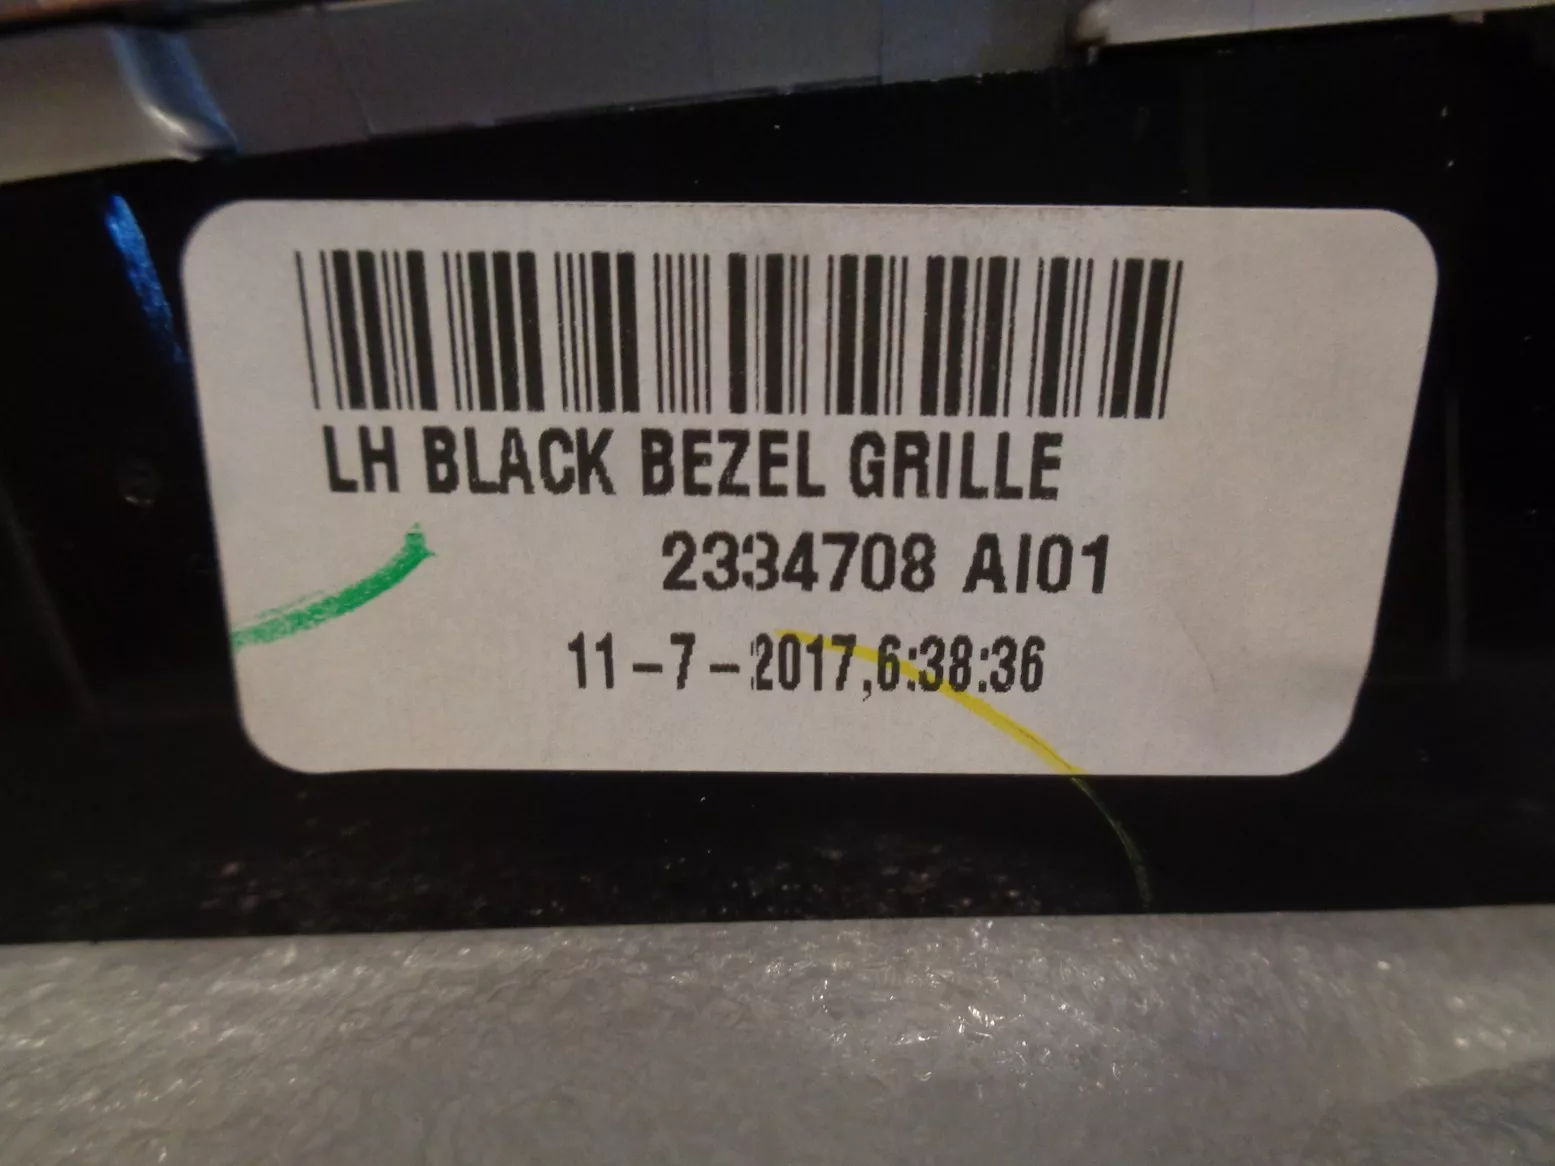 LH BLACK BEZEL GRILLE
2334708 AI01
11-7-2017,6:38:36